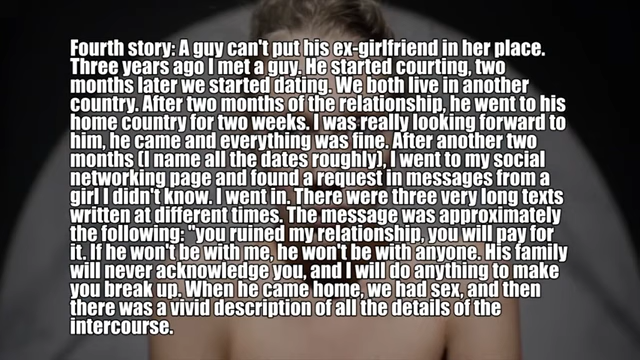 Fourth story: A guy can't put his ex-girlfriend in her place.
Three years ago I met a guy. He started courting, two
months later we started dating. We both live in another
country. After two months of the relationship, he went to his
home country for two weeks. I was really looking forward to
him, he came and everything was fine. After another two
months (I name all the dates roughly), I went to my social
networking page and found a request in messages from a
girl I didn't know. I went in. There were three very long texts
written at different times. The message was approximately
the following: "you ruined my relationship, you will pay for
it. If he won't be with me, he won't be with anyone. His family
will never acknowledge you, and I will do anything to make
you break up. When he came home, we had sex, and then
there was a vivid description of all the details of the
intercourse.